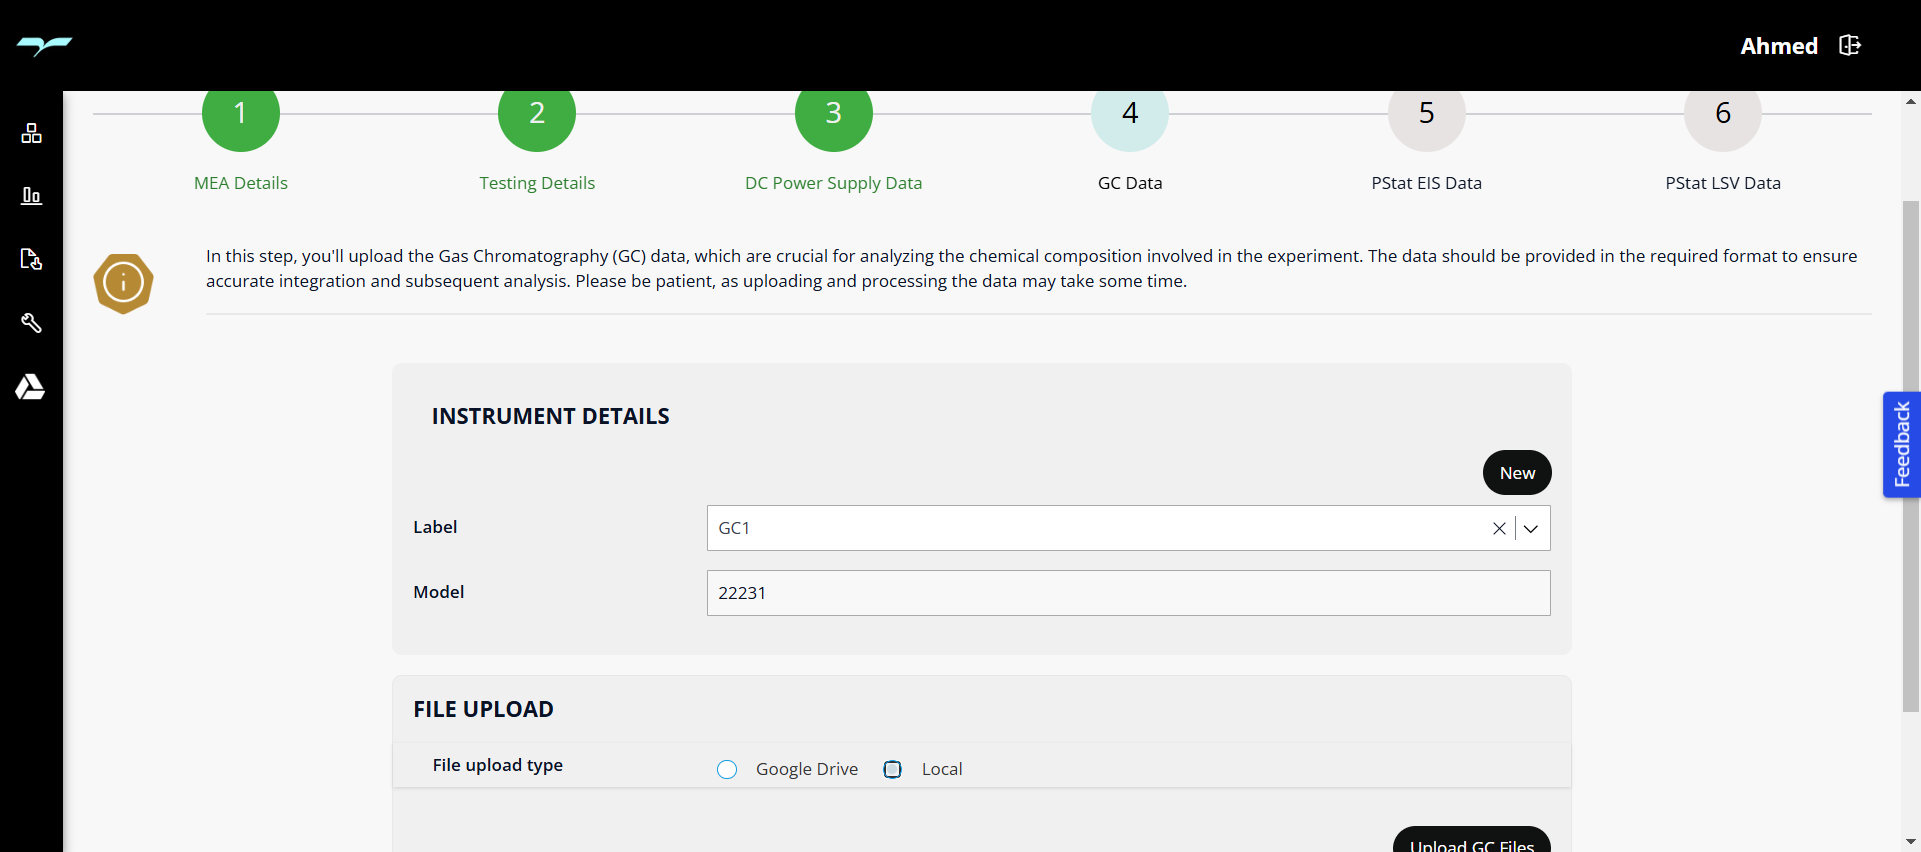 Ahmed
1
2
3
4
5
6
MEA Details
Testing Details
DC Power Supply Data
GC Data
PStat EIS Data
PStat LSV Data
In this step, you'll upload the Gas Chromatography (GC) data, which are crucial for analyzing the chemical composition involved in the experiment. The data should be provided in the required format to ensure
accurate integration and subsequent analysis. Please be patient, as uploading and processing the data may take some time.
INSTRUMENT DETAILS
New
Label
GC1
Model
22231
FILE UPLOAD
File upload type
Google Drive
Local
Upload GC Files
Feedback